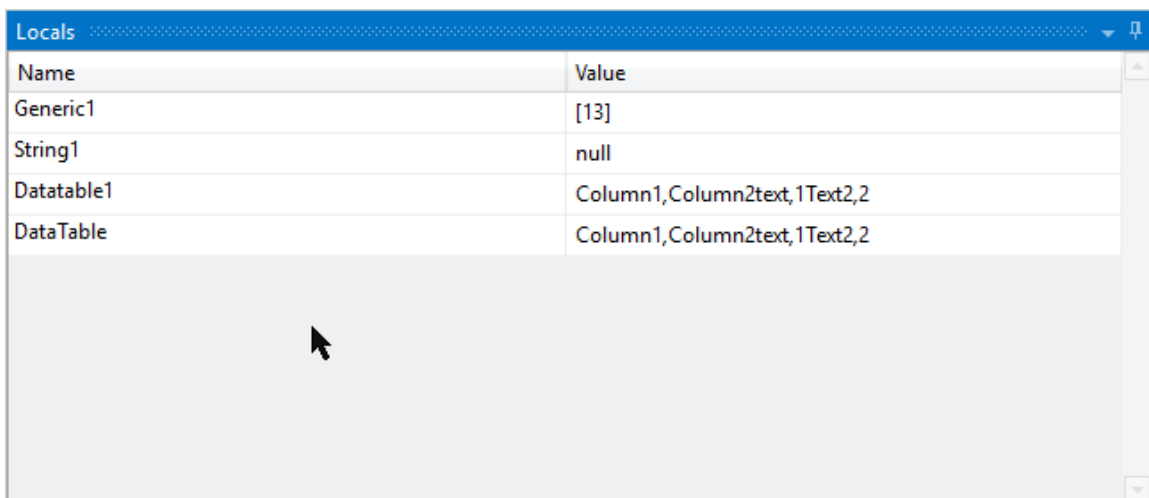 Locals
Name Value
Generic1 [13]
String1 null
Datatable1 Column1,Column2text,1Text2,2
DataTable Column1,Column2text,1Text2,2